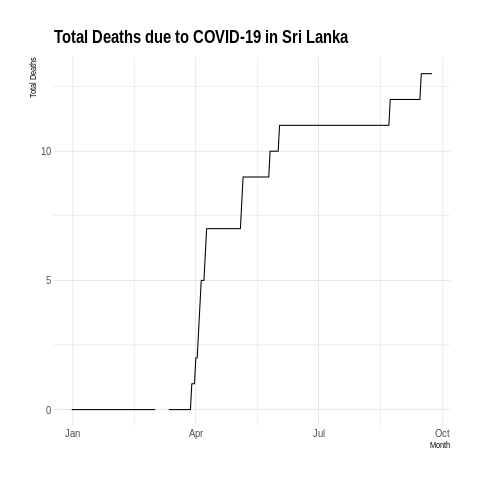 Total Deaths due to COVID-19 in Sri Lanka
Total Deaths
10
5
0
Jan Apr Jul Oct
Month